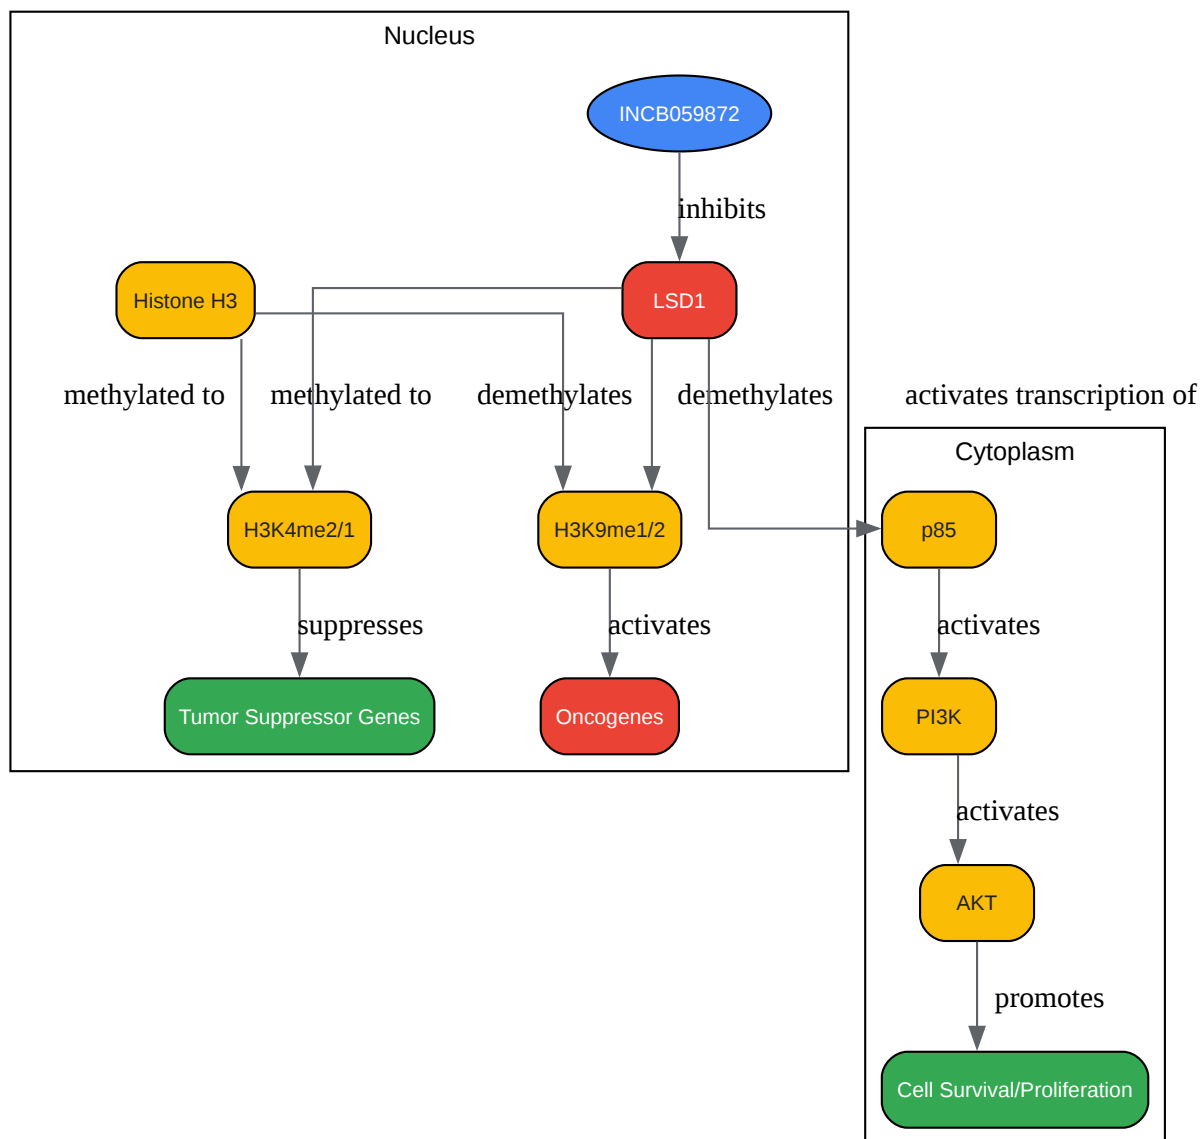 Nucleus
INCB059872
inhibits
Histone H3
LSD1
methylated to
methylated to
demethylates
demethylates
activates transcription of
Cytoplasm
H3K4me2/1
H3K9me1/2
p85
suppresses
activates
activates
Tumor Suppressor Genes
Oncogenes
PI3K
activates
AKT
promotes
Cell Survival/Proliferation